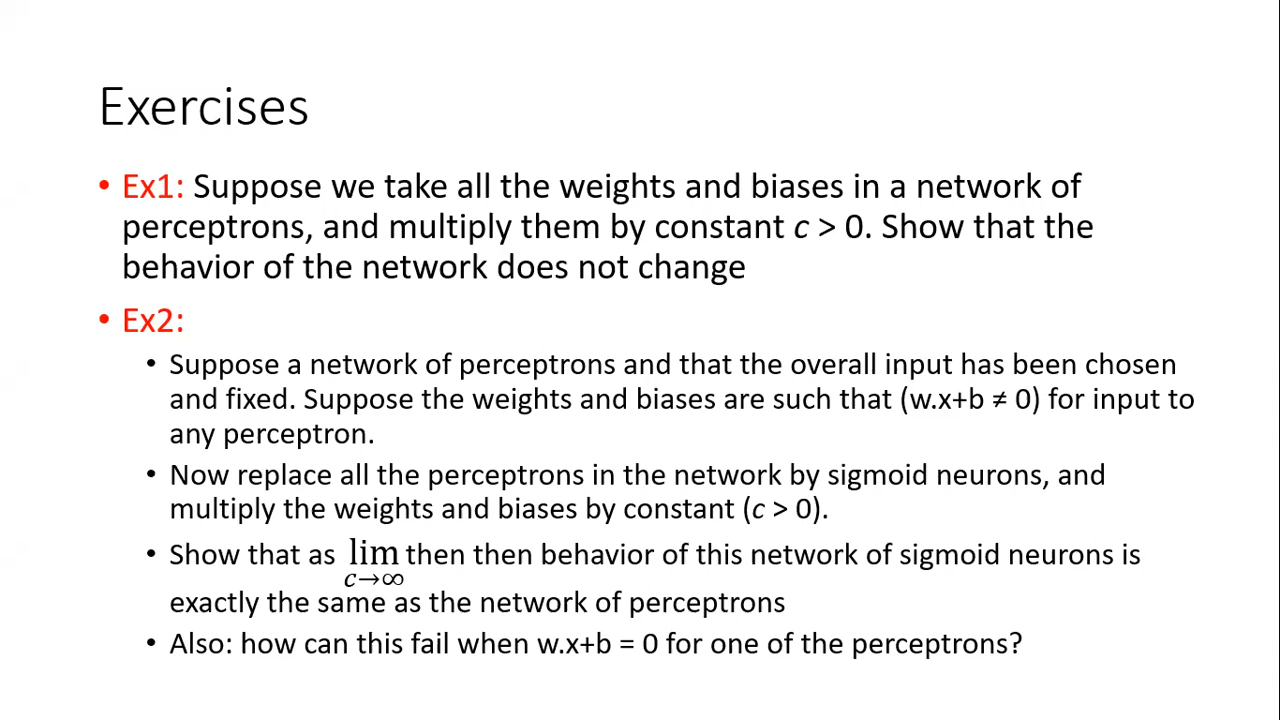 Exercises
• Ex1: Suppose we take all the weights and biases in a network of
perceptrons, and multiply them by constant c > 0. Show that the
behavior of the network does not change
• Ex2:
• Suppose a network of perceptrons and that the overall input has been chosen
and fixed. Suppose the weights and biases are such that (w.x+b ≠ 0) for input to
any perceptron.
• Now replace all the perceptrons in the network by sigmoid neurons, and
multiply the weights and biases by constant (c > 0).
• Show that as lim then then behavior of this network of sigmoid neurons is
c→∞
exactly the same as the network of perceptrons
• Also: how can this fail when w.x+b = 0 for one of the perceptrons?